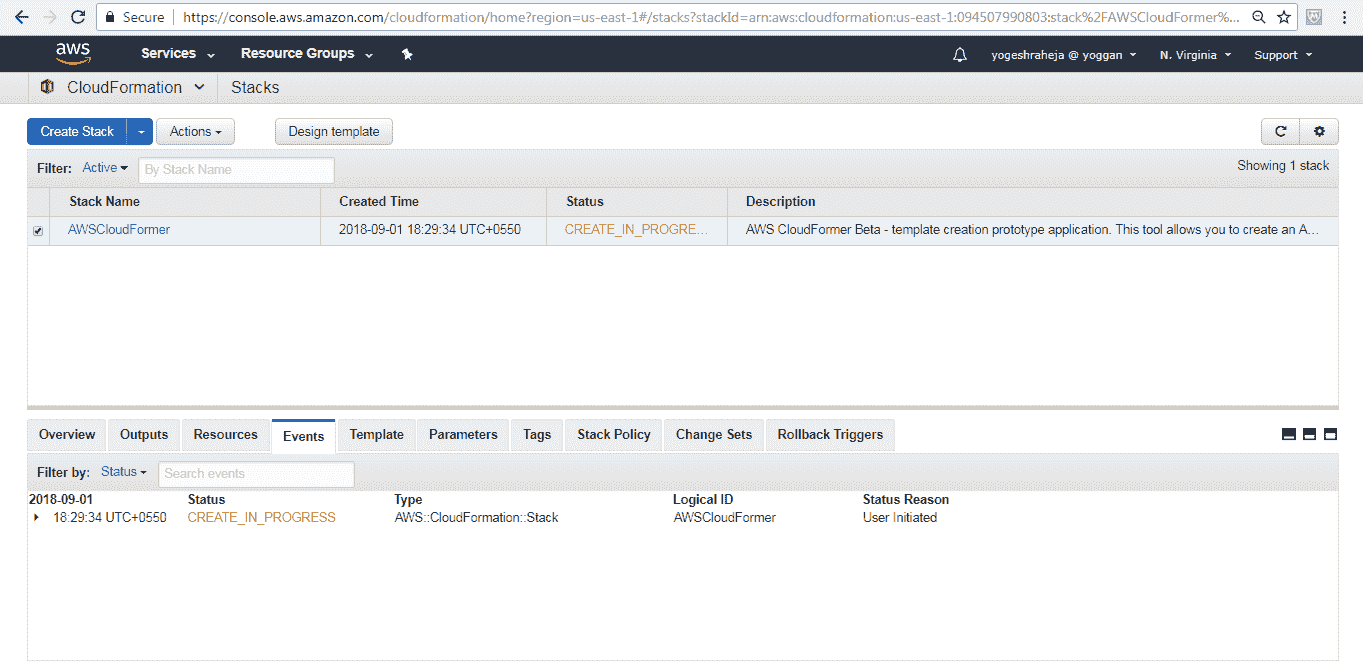 Secure https://console.aws.amazon.com/cloudformation/home?region=us-east-1#/stacks?stackId=arn:aws:cloudformation:us-east-1:094507990803:stack%2FAWSCloudFormer%...
aws Services Resource Groups yogeshraheja @ yoggan N. Virginia Support
CloudFormation Stacks
Create Stack Actions Design template
Filter: Active By Stack Name Showing 1 stack
Stack Name Created Time Status Description
AWSCloudFormer 2018-09-01 18:29:34 UTC+0550 CREATE_IN_PROGRE... AWS CloudFormer Beta - template creation prototype application. This tool allows you to create an A...
Overview Outputs Resources Events Template Parameters Tags Stack Policy Change Sets Rollback Triggers
Filter by: Status Search events
2018-09-01 Status Type Logical ID Status Reason
18:29:34 UTC+0550 CREATE_IN_PROGRESS AWS::CloudFormation::Stack AWSCloudFormer User Initiated